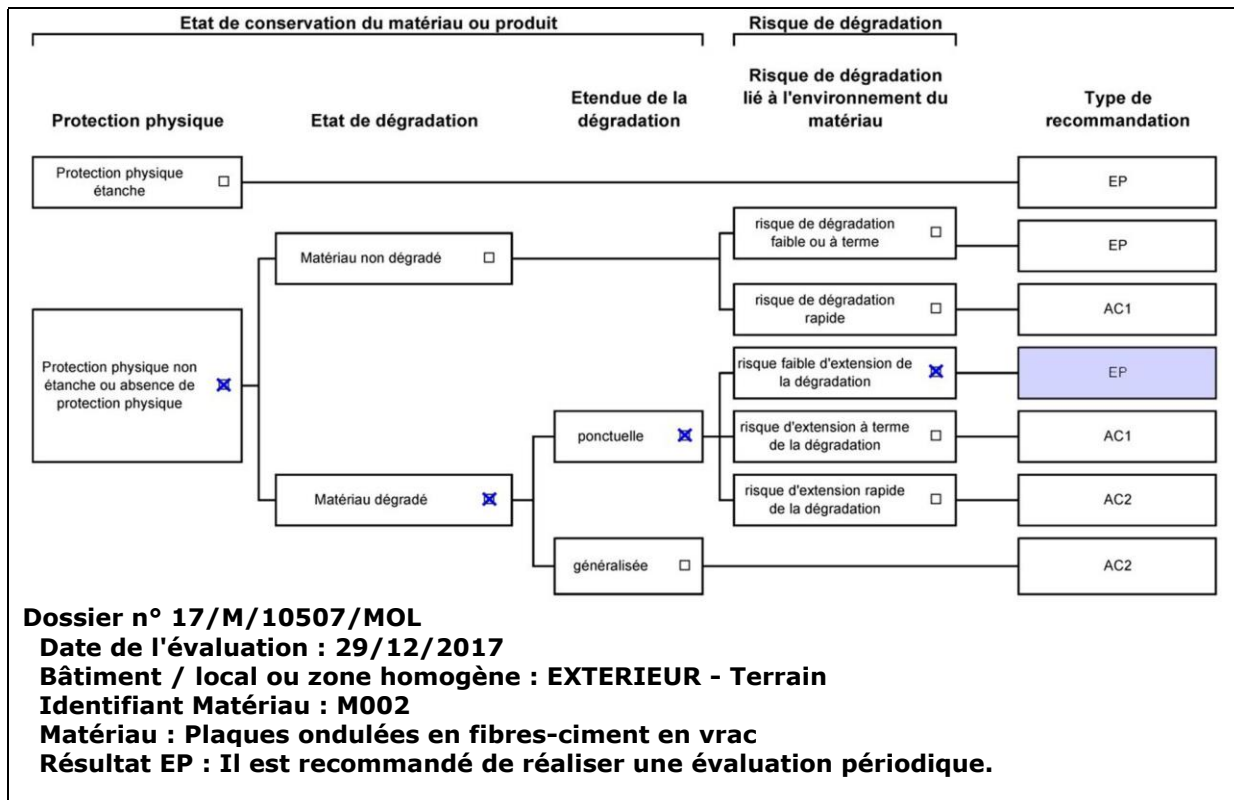 Etat de conservation du matériau ou produit
Risque de dégradation
Protection physique
Etat de dégradation
Etendue de la
dégradation
Risque de dégradation
lié à l'environnement du
matériau
Type de
recommandation
Protection physique
étanche
EP
Matériau non dégradé
risque de dégradation
faible ou à terme
EP
risque de dégradation
rapide
AC1
Protection physique non
étanche ou absence de
protection physique
risque faible d'extension de
la dégradation
EP
ponctuelle
risque d'extension à terme
de la dégradation
AC1
Matériau dégradé
risque d'extension rapide
de la dégradation
AC2
généralisée
AC2
Dossier n° 17/M/10507/MOL
Date de l'évaluation : 29/12/2017
Bâtiment / local ou zone homogène : EXTERIEUR - Terrain
Identifiant Matériau : M002
Matériau : Plaques ondulées en fibres-ciment en vrac
Résultat EP : Il est recommandé de réaliser une évaluation périodique.